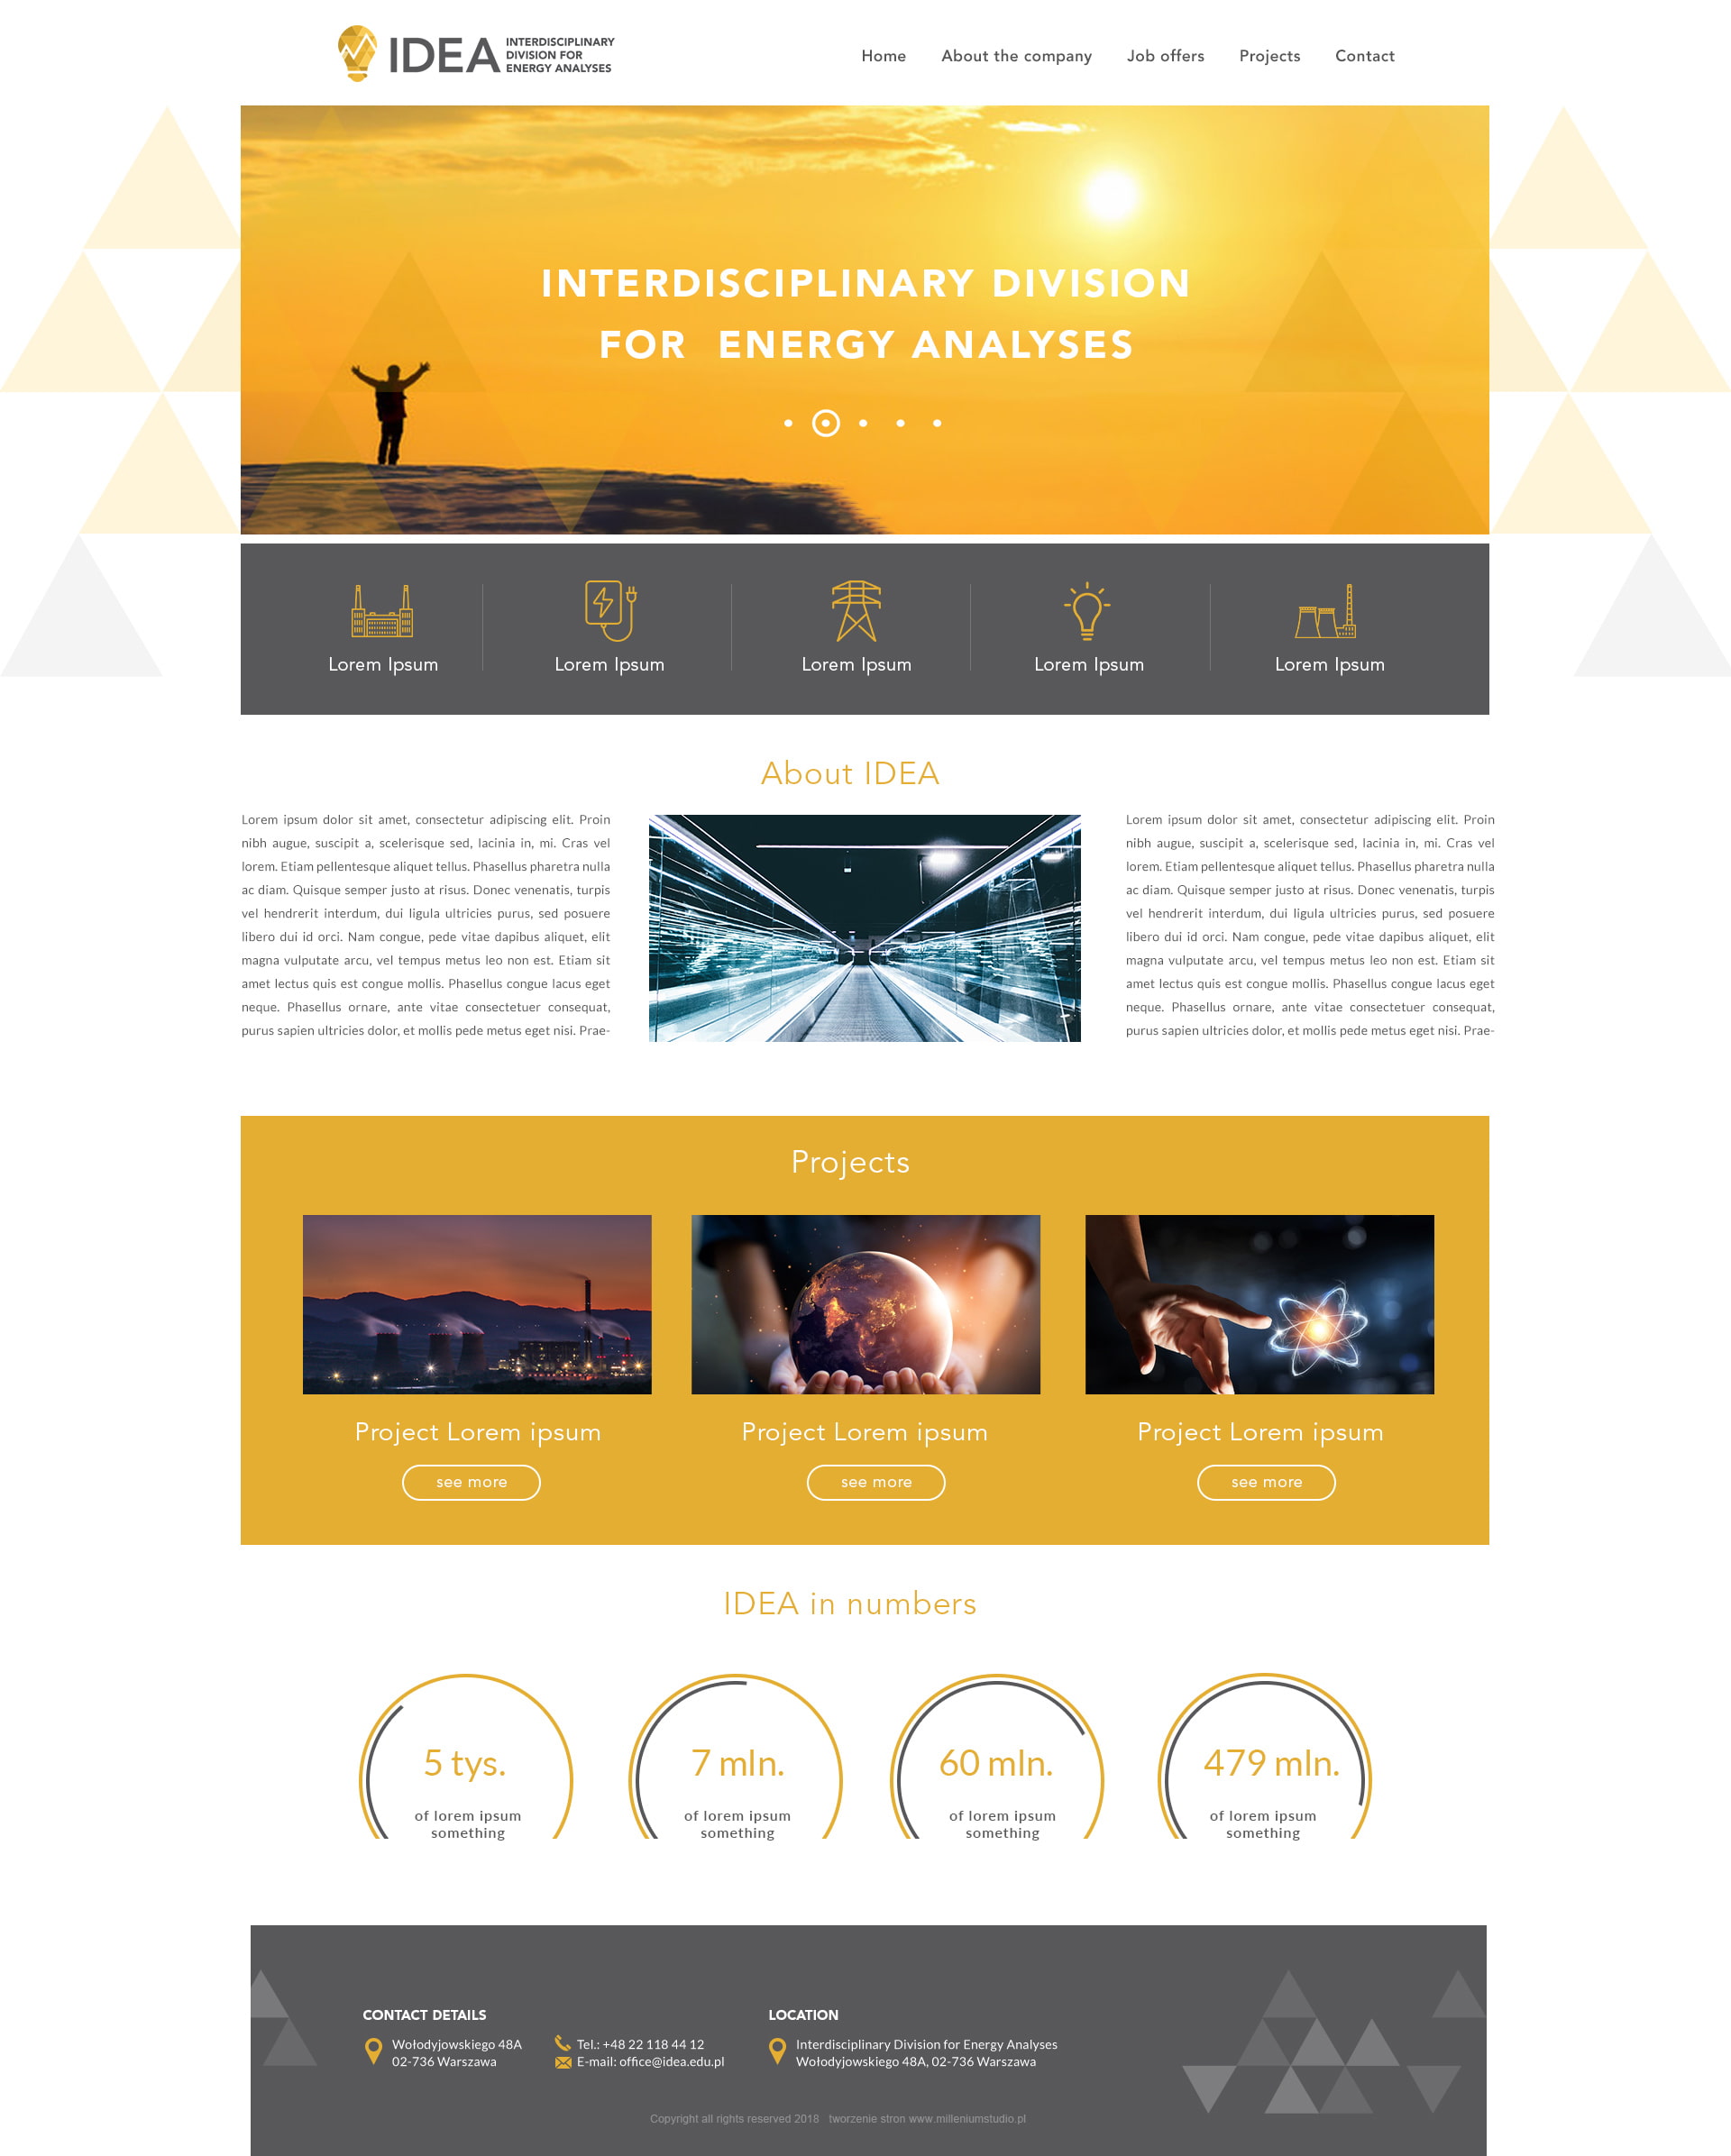 IDEA
INTERDISCIPLINARY
DIVISION FOR
ENERGY ANALYSES
Home About the company Job offers Projects Contact
INTERDISCIPLINARY DIVISION
FOR ENERGY ANALYSES
Lorem Ipsum Lorem Ipsum Lorem Ipsum Lorem Ipsum Lorem Ipsum
About IDEA
Lorem ipsum dolor sit amet, consectetur adipiscing elit. Proin
nibh augue, suscipit a, scelerisque sed, lacinia in, mi. Cras vel
lorem. Etiam pellentesque aliquet tellus. Phasellus pharetra nulla
ac diam. Quisque semper justo at risus. Donec venenatis, turpis
vel hendrerit interdum, dui ligula ultricies purus, sed posuere
libero dui id orci. Nam congue, pede vitae dapibus aliquet, elit
magna vulputate arcu, vel tempus metus leo non est. Etiam sit
amet lectus quis est congue mollis. Phasellus congue lacus eget
neque. Phasellus ornare, ante vitae consectetuer consequat,
purus sapien ultricies dolor, et mollis pede metus eget nisi. Prae-
Lorem ipsum dolor sit amet, consectetur adipiscing elit. Proin
nibh augue, suscipit a, scelerisque sed, lacinia in, mi. Cras vel
lorem. Etiam pellentesque aliquet tellus. Phasellus pharetra nulla
ac diam. Quisque semper justo at risus. Donec venenatis, turpis
vel hendrerit interdum, dui ligula ultricies purus, sed posuere
libero dui id orci. Nam congue, pede vitae dapibus aliquet, elit
magna vulputate arcu, vel tempus metus leo non est. Etiam sit
amet lectus quis est congue mollis. Phasellus congue lacus eget
neque. Phasellus ornare, ante vitae consectetuer consequat,
purus sapien ultricies dolor, et mollis pede metus eget nisi. Prae-
Projects
Project Lorem ipsum
see more
Project Lorem ipsum
see more
Project Lorem ipsum
see more
IDEA in numbers
5 tys.
of lorem ipsum
something
7 mln.
of lorem ipsum
something
60 mln.
of lorem ipsum
something
479 mln.
of lorem ipsum
something
CONTACT DETAILS
Wołodyjowskiego 48A
02-736 Warszawa
Tel.: +48 22 118 44 12
E-mail: office@idea.edu.pl
LOCATION
Interdisciplinary Division for Energy Analyses
Wołodyjowskiego 48A, 02-736 Warszawa
Copyright all rights reserved 2018 tworzenie stron www.milleniumstudio.pl